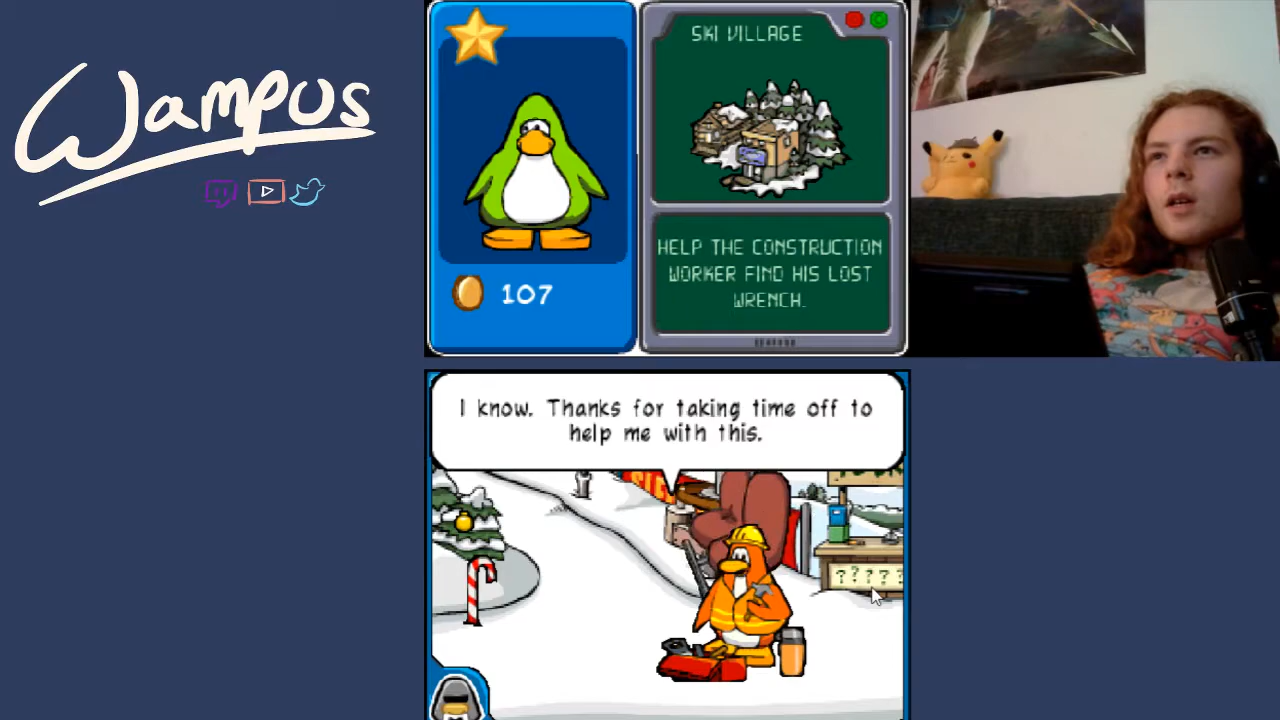 Wampus
SKI VILLAGE
HELP THE CONSTRUCTION
WORKER FIND HIS LOST
WRENCH.
107
I know. Thanks for taking time off to
help me with this.
?????